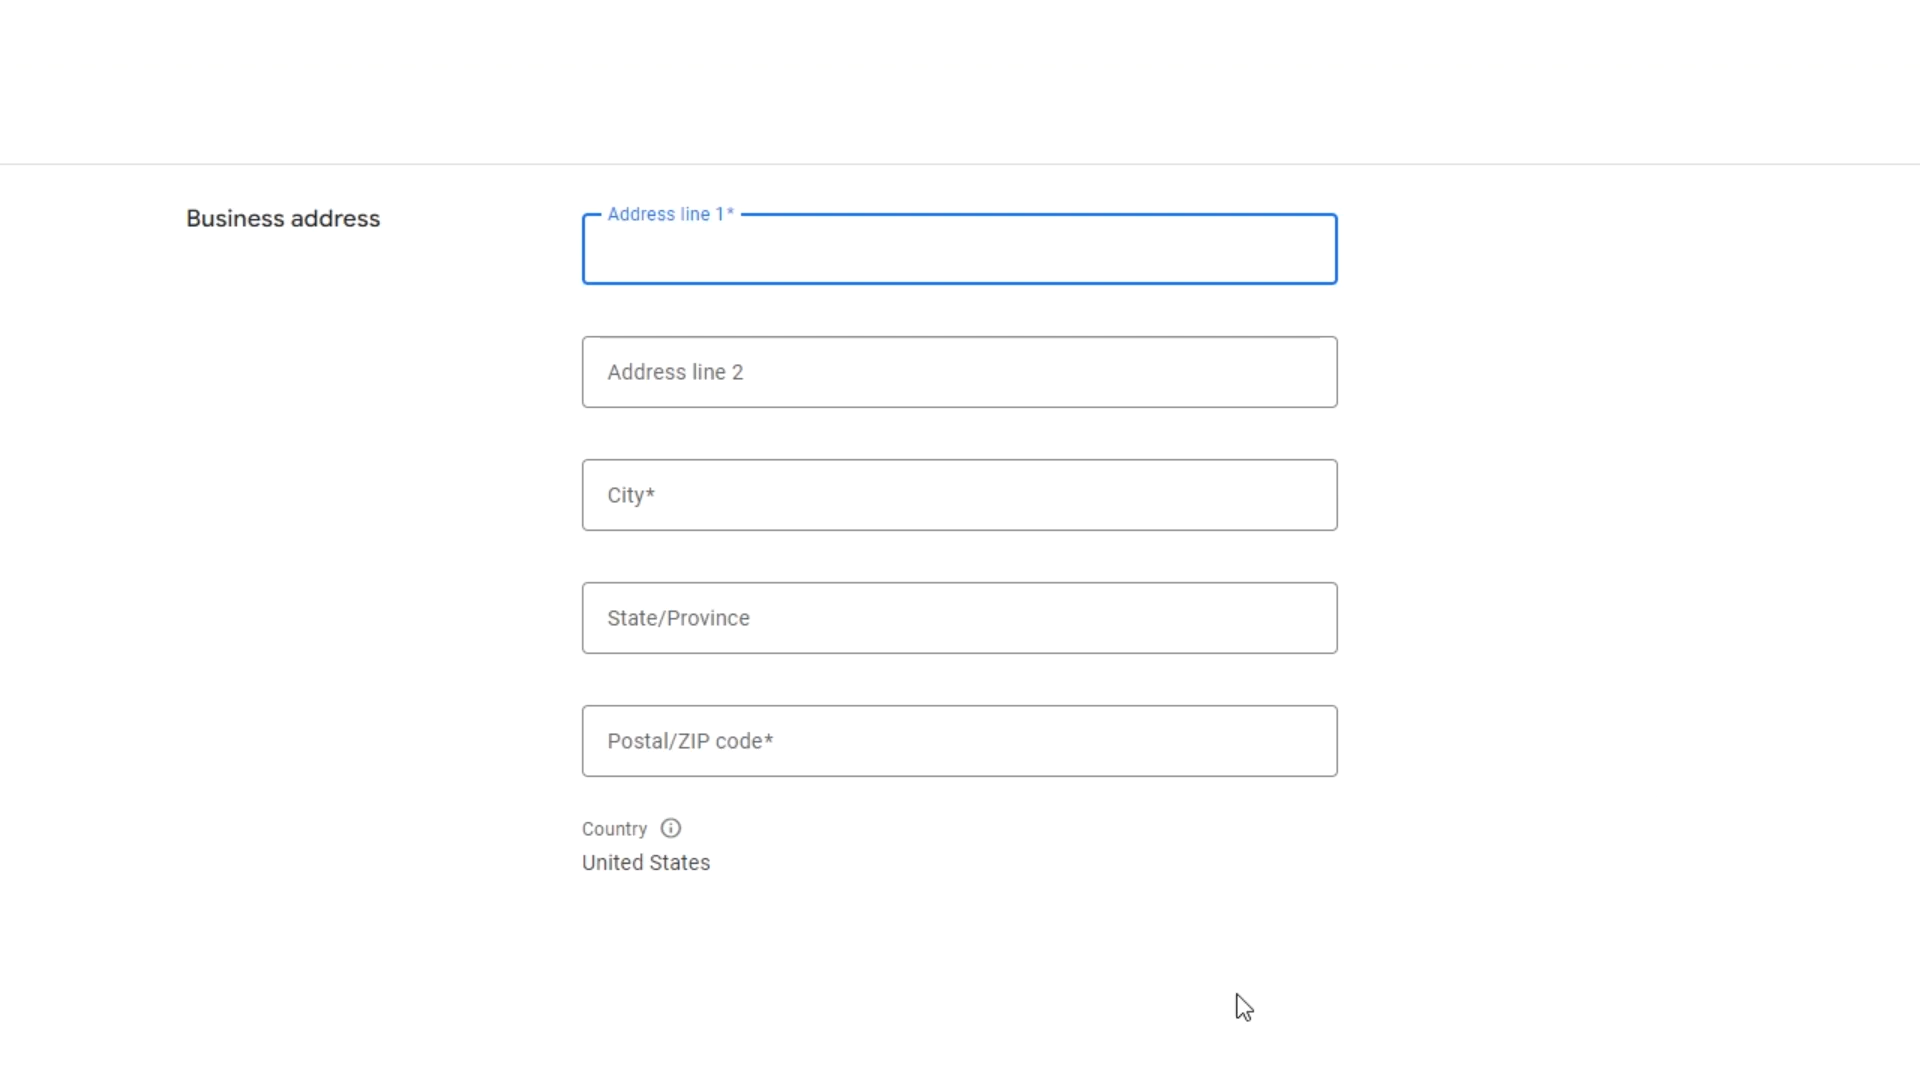 Business address
Address line 1*
Address line 2
City*
State/Province
Postal/ZIP code*
Country
United States